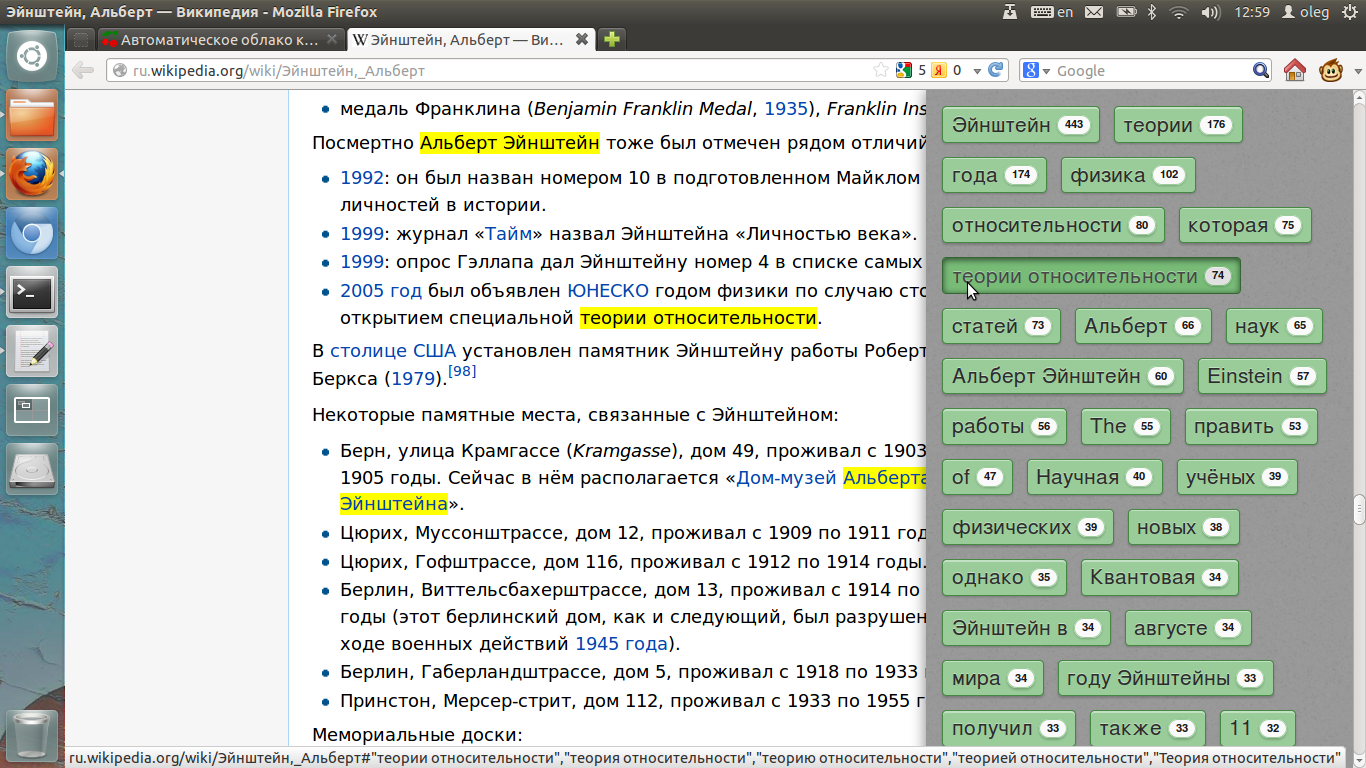 Эйнштейн, Альберт — Википедия - Mozilla Firefox
en
12:59
oleg
Автоматическое облако к...
W Эйнштейн, Альберт — Ви...
ru.wikipedia.org/wiki/Эйнштейн,_Альберт
5
Я 0
8
Google
медаль Франклина (Benjamin Franklin Medal, 1935), Franklin Ins
Посмертно Альберт Эйнштейн тоже был отмечен рядом отличий
1992: он был назван номером 10 в подготовленном Майклом
личностей в истории.
1999: журнал «Тайм» назвал Эйнштейна «Личностью века».
1999: опрос Гэллапа дал Эйнштейну номер 4 в списке самых
2005 год был объявлен ЮНЕСКО годом физики по случаю сто
открытием специальной теории относительности.
В столице США установлен памятник Эйнштейну работы Роберт
Беркса (1979).[98]
Некоторые памятные места, связанные с Эйнштейном:
Берн, улица Крамгассе (Kramgasse), дом 49, проживал с 1903
1905 годы. Сейчас в нём располагается «Дом-музей Альберта
Эйнштейна».
Цюрих, Муссонштрассе, дом 12, проживал с 1909 по 1911 год
Цюрих, Гофштрассе, дом 116, проживал с 1912 по 1914 годы.
Берлин, Виттельсбахерштрассе, дом 13, проживал с 1914 по
годы (этот берлинский дом, как и следующий, был разрушен
ходе военных действий 1945 года).
Берлин, Габерландштрассе, дом 5, проживал с 1918 по 1933
Принстон, Мерсер-стрит, дом 112, проживал с 1933 по 1955 г
Мемориальные доски:
Эйнштейн 443 теории 176
года 174 физика 102
относительности 80 которая 75
теории относительности 74
статей 73 Альберт 66 наук 65
Альберт Эйнштейн 60 Einstein 57
работы 56 The 55 править 53
of 47 Научная 40 учёных 39
физических 39 новых 38
однако 35 Квантовая 34
Эйнштейн в 34 августе 34
мира 34 году Эйнштейны 33
получил 33 также 33 11 32
ru.wikipedia.org/wiki/Эйнштейн,_Альберт#"теории относительности","теория относительности","теорию относительности","теорией относительности","Теория относительности"